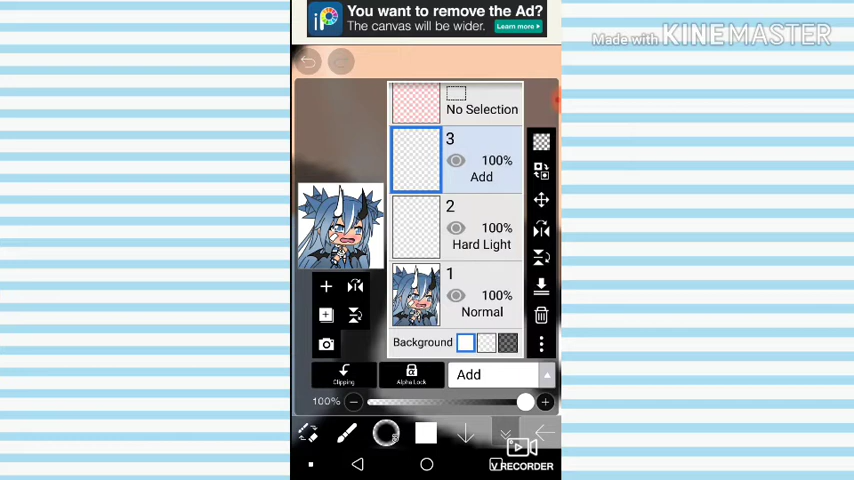 You want to remove the Ad?
The canvas will be wider.
Learn more ►
iP
Made with KINEMASTER
No Selection
3
100%
Add
2
100%
Hard Light
1
100%
Normal
Background
Clipping
α
Alpha Lock
Add
100%
V RECORDER